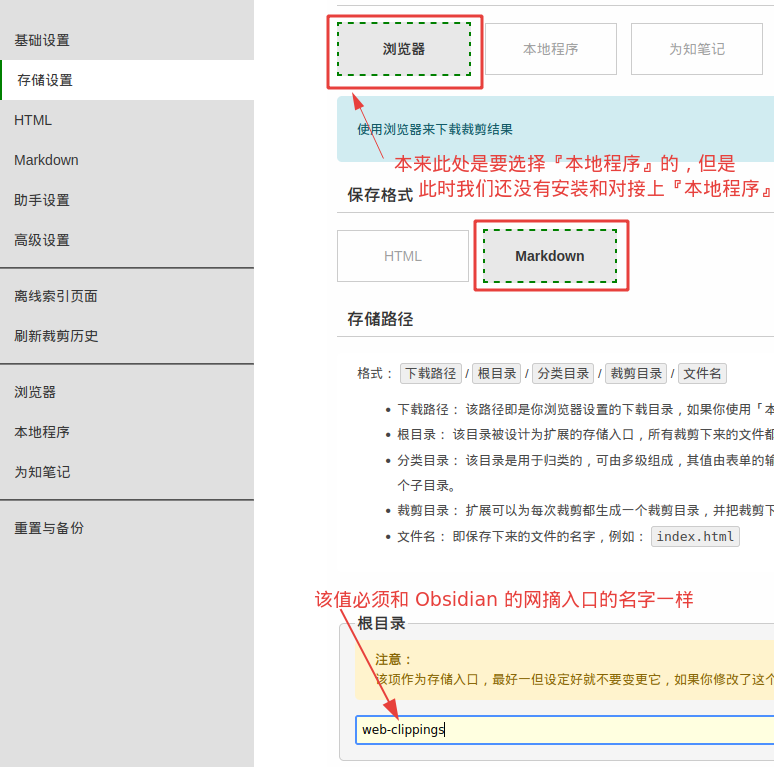 基础设置
存储设置
HTML
Markdown
助手设置
高级设置
离线索引页面
刷新裁剪历史
浏览器
本地程序
为知笔记
重置与备份
浏览器
本地程序
为知笔记
使用浏览器来下载裁剪结果
本来此处是要选择『本地程序』的，但是
此时我们还没有安装和对接上『本地程序』
保存格式
HTML
Markdown
存储路径
格式： 下载路径 / 根目录 / 分类目录 / 裁剪目录 / 文件名
下载路径： 该路径即是你浏览器设置的下载目录，如果你使用「本
根目录： 该目录被设计为扩展的存储入口，所有裁剪下来的文件都
分类目录： 该目录是用于归类的，可由多级组成，其值由表单的输
个子目录。
裁剪目录： 扩展可以为每次裁剪都生成一个裁剪目录，并把裁剪下
文件名： 即保存下来的文件的名字，例如： index.html
该值必须和 Obsidian 的网摘入口的名字一样
根目录
注意：
该项作为存储入口，最好一但设定好就不要变更它，如果你修改了这个
web-clippings